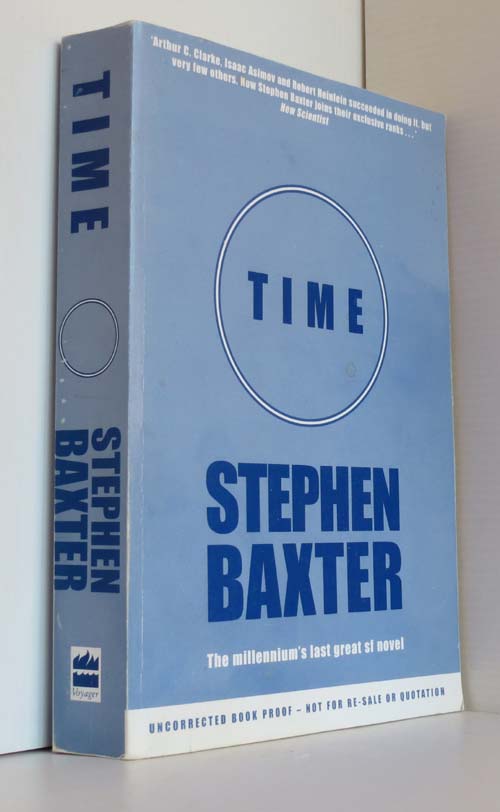 'Arthur C. Clarke, Isaac Asimov and Robert Heinlein succeeded in doing it, but
very few others. Now Stephen Baxter joins their exclusive ranks . . .'
New Scientist
TIME
STEPHEN
BAXTER
The millennium's last great sf novel
UNCORRECTED BOOK PROOF – NOT FOR RE-SALE OR QUOTATION
TIME
STEPHEN
BAXTER
Voyager